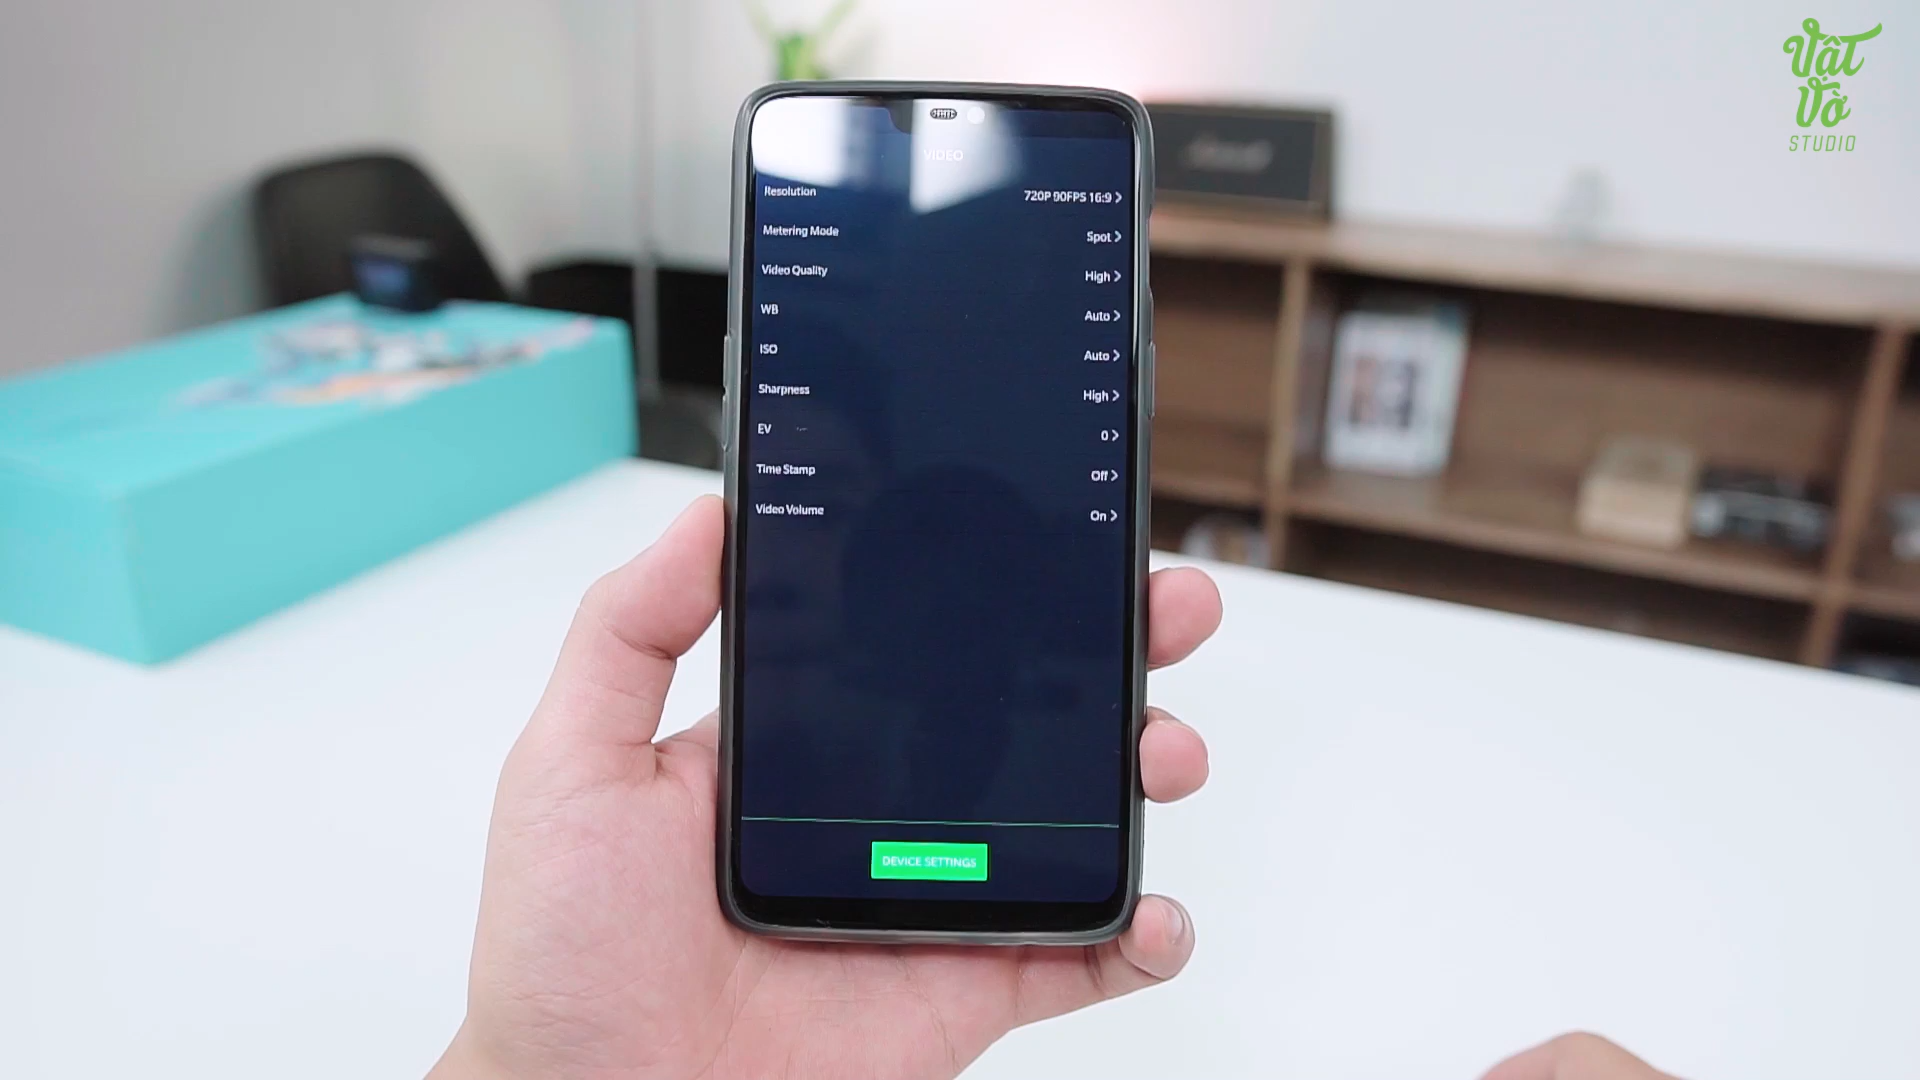 Vật
Vờ
STUDIO
VIDEO
Resolution 720P 90FPS 16:9 >
Metering Mode Spot >
Video Quality High >
WB Auto >
ISO Auto >
Sharpness High >
EV 0 >
Time Stamp Off >
Video Volume On >
DEVICE SETTINGS